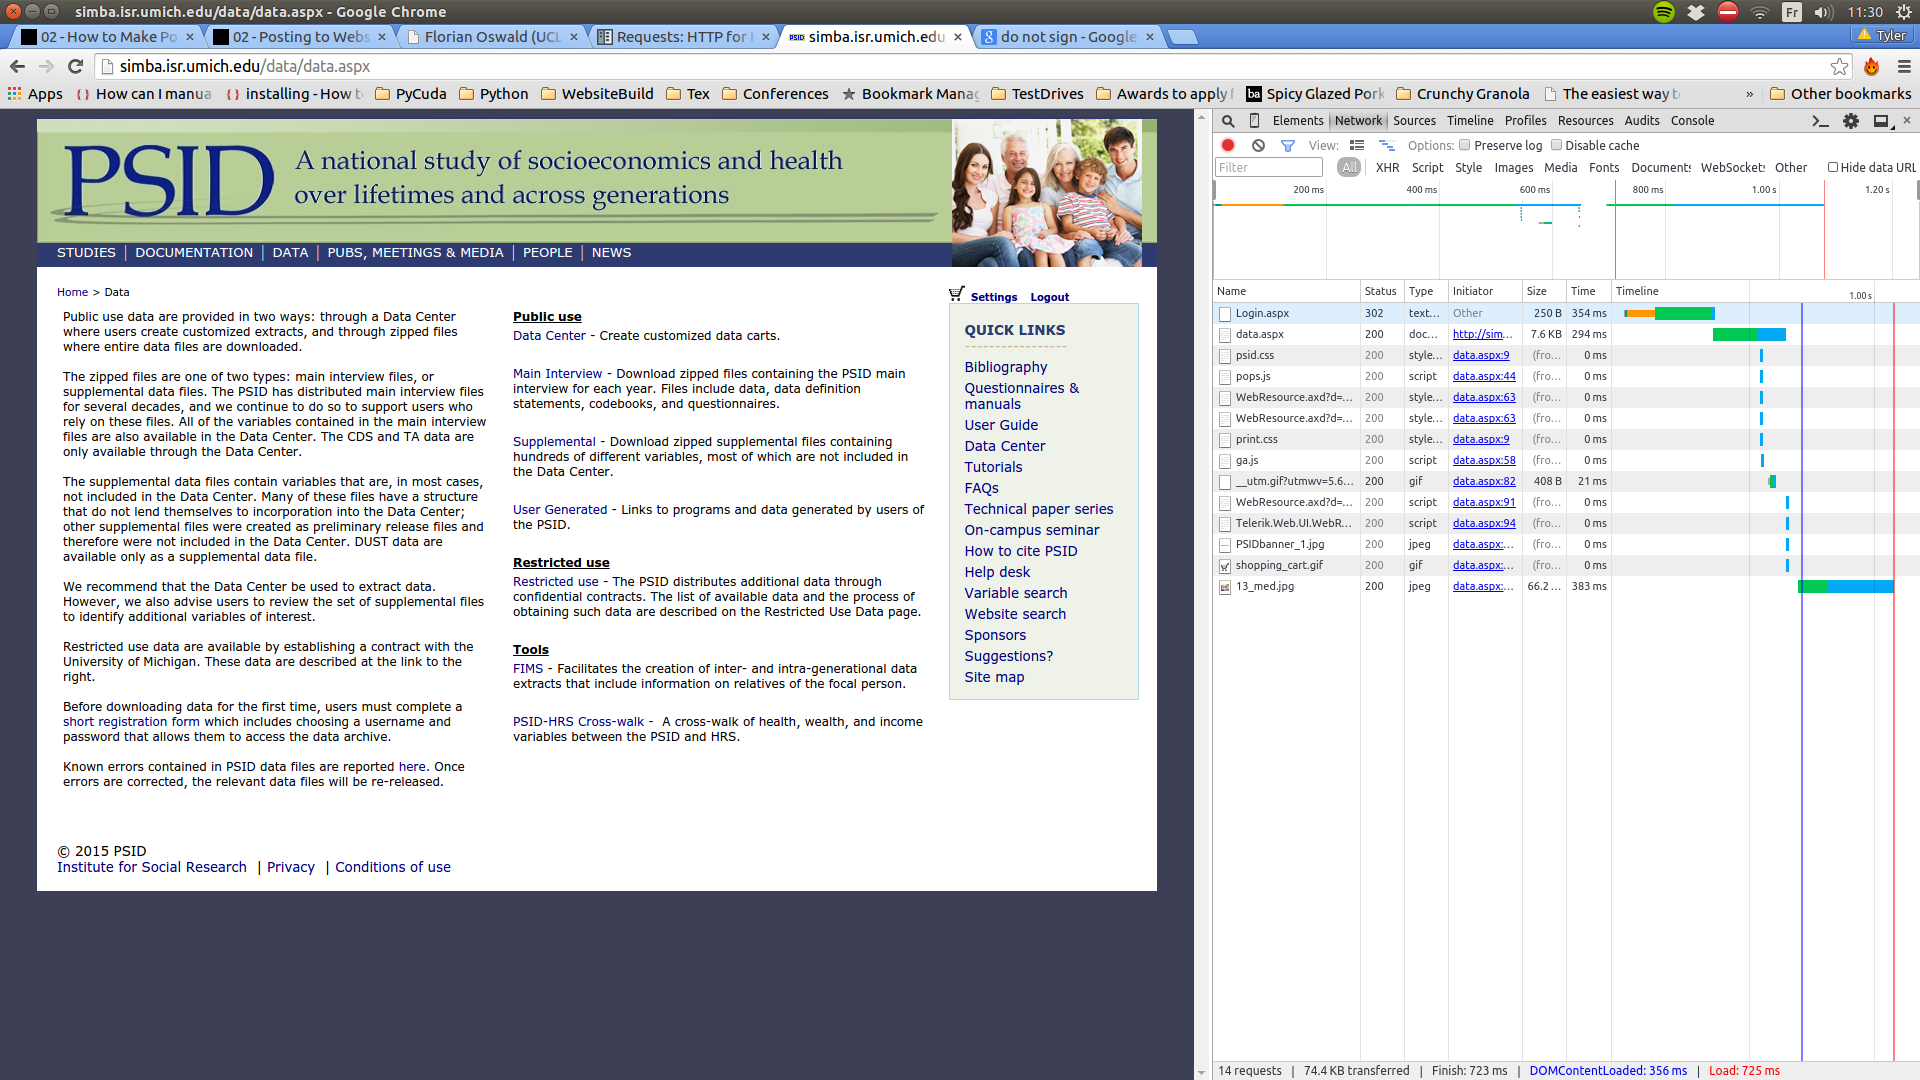 simba.isr.umich.edu/data/data.aspx - Google Chrome
Fr 11:30
02 - How to Make Po
02 - Posting to Webs
Florian Oswald (UCL
Requests: HTTP for
simba.isr.umich.edu
do not sign - Google
Tyler
simba.isr.umich.edu/data/data.aspx
Apps
How can I manua
installing - How t
PyCuda
Python
WebsiteBuild
Tex
Conferences
Bookmark Manag
TestDrives
Awards to apply f
Spicy Glazed Pork
Crunchy Granola
The easiest way t
»
Other bookmarks
PSID
A national study of socioeconomics and health
over lifetimes and across generations
STUDIES | DOCUMENTATION | DATA | PUBS, MEETINGS & MEDIA | PEOPLE | NEWS
Home > Data
Public use data are provided in two ways: through a Data Center
where users create customized extracts, and through zipped files
where entire data files are downloaded.
The zipped files are one of two types: main interview files, or
supplemental data files. The PSID has distributed main interview files
for several decades, and we continue to do so to support users who
rely on these files. All of the variables contained in the main interview
files are also available in the Data Center. The CDS and TA data are
only available through the Data Center.
The supplemental data files contain variables that are, in most cases,
not included in the Data Center. Many of these files have a structure
that do not lend themselves to incorporation into the Data Center;
other supplemental files were created as preliminary release files and
therefore were not included in the Data Center. DUST data are
available only as a supplemental data file.
We recommend that the Data Center be used to extract data.
However, we also advise users to review the set of supplemental files
to identify additional variables of interest.
Restricted use data are available by establishing a contract with the
University of Michigan. These data are described at the link to the
right.
Before downloading data for the first time, users must complete a
short registration form which includes choosing a username and
password that allows them to access the data archive.
Known errors contained in PSID data files are reported here. Once
errors are corrected, the relevant data files will be re-released.
Public use
Data Center - Create customized data carts.
Main Interview - Download zipped files containing the PSID main
interview for each year. Files include data, data definition
statements, codebooks, and questionnaires.
Supplemental - Download zipped supplemental files containing
hundreds of different variables, most of which are not included in
the Data Center.
User Generated - Links to programs and data generated by users of
the PSID.
Restricted use
Restricted use - The PSID distributes additional data through
confidential contracts. The list of available data and the process of
obtaining such data are described on the Restricted Use Data page.
Tools
FIMS - Facilitates the creation of inter- and intra-generational data
extracts that include information on relatives of the focal person.
PSID-HRS Cross-walk - A cross-walk of health, wealth, and income
variables between the PSID and HRS.
Settings Logout
QUICK LINKS
Bibliography
Questionnaires &
manuals
User Guide
Data Center
Tutorials
FAQs
Technical paper series
On-campus seminar
How to cite PSID
Help desk
Variable search
Website search
Sponsors
Suggestions?
Site map
© 2015 PSID
Institute for Social Research | Privacy | Conditions of use
Elements Network Sources Timeline Profiles Resources Audits Console
View: Options: Preserve log Disable cache
Filter All XHR Script Style Images Media Fonts Documents WebSockets Other Hide data URL
200 ms 400 ms 600 ms 800 ms 1.00 s 1.20 s
Name Status Type Initiator Size Time Timeline 1.00 s
Login.aspx 302 text... Other 250 B 354 ms
data.aspx 200 doc... http://sim... 7.6 KB 294 ms
psid.css 200 style... data.aspx:9 (fro... 0 ms
pops.js 200 script data.aspx:44 (fro... 0 ms
WebResource.axd?d=... 200 style... data.aspx:63 (fro... 0 ms
WebResource.axd?d=... 200 style... data.aspx:63 (fro... 0 ms
print.css 200 style... data.aspx:9 (fro... 0 ms
ga.js 200 script data.aspx:58 (fro... 0 ms
__utm.gif?utmwv=5.6... 200 gif data.aspx:82 408 B 21 ms
WebResource.axd?d=... 200 script data.aspx:91 (fro... 0 ms
Telerik.Web.UI.WebR... 200 script data.aspx:94 (fro... 0 ms
PSIDbanner_1.jpg 200 jpeg data.aspx:... (fro... 0 ms
shopping_cart.gif 200 gif data.aspx:... (fro... 0 ms
13_med.jpg 200 jpeg data.aspx:... 66.2 ... 383 ms
14 requests | 74.4 KB transferred | Finish: 723 ms | DOMContentLoaded: 356 ms | Load: 725 ms